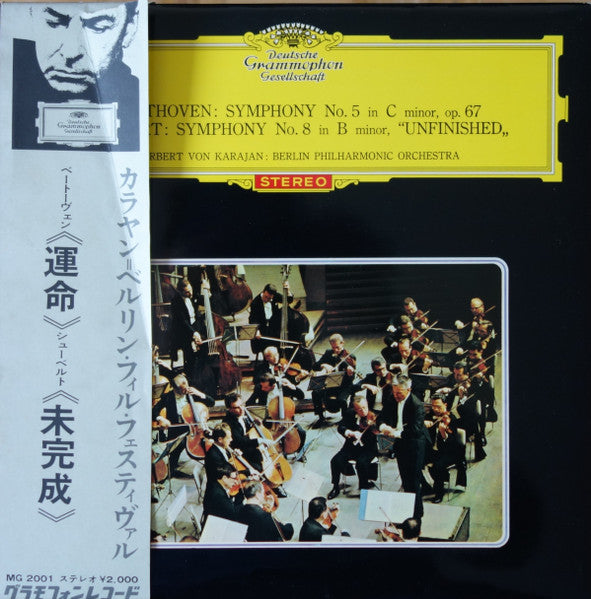 Deutsche
Grammophon
Gesellschaft
THOVEN: SYMPHONY No. 5 in C minor, op. 67
ET: SYMPHONY No. 8 in B minor, “UNFINISHED„
RBERT VON KARAJAN: BERLIN PHILHARMONIC ORCHESTRA
STEREO
Deutsche
Grammophon
Gesellschaft
カラヤン=ベルリン・フィル・フェスティヴァル
ベートーヴェン《運命》シューベルト《未完成》
MG 2001 ステレオ ¥2,000
グラモフォンレコード